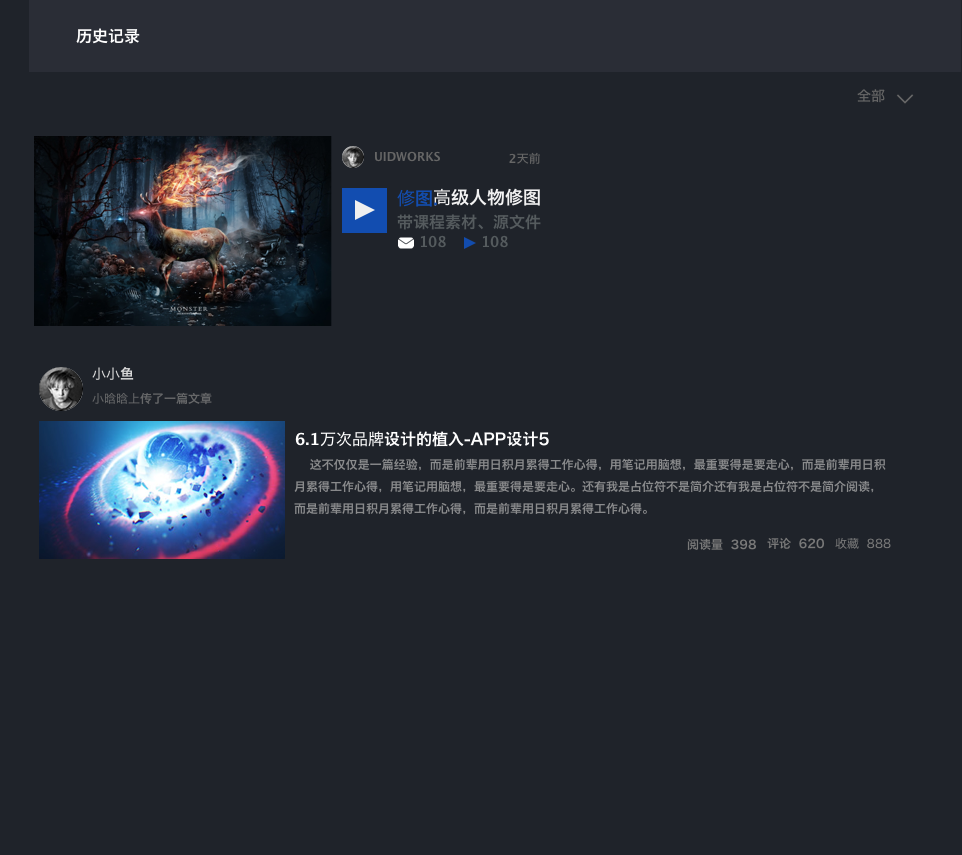 历史记录
全部
MONSTER
UIDWORKS 2天前
修图高级人物修图
带课程素材、源文件
108 108
小小鱼
小晗晗上传了一篇文章
6.1万次品牌设计的植入-APP设计5
这不仅仅是一篇经验，而是前辈用日积月累得工作心得，用笔记用脑想，最重要得是要走心，而是前辈用日积
月累得工作心得，用笔记用脑想，最重要得是要走心。还有我是占位符不是简介还有我是占位符不是简介阅读，
而是前辈用日积月累得工作心得，而是前辈用日积月累得工作心得。
阅读量 398 评论 620 收藏 888